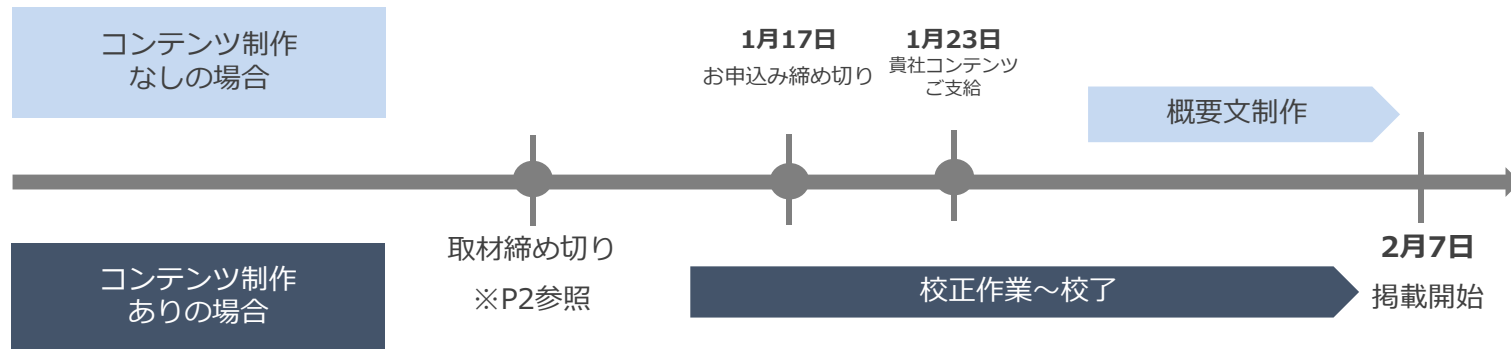 コンテンツ制作
なしの場合
1月17日
お申込み締め切り
1月23日
貴社コンテンツ
ご支給
概要文制作
取材締め切り
※P2参照
2月7日
掲載開始
コンテンツ制作
ありの場合
校正作業～校了